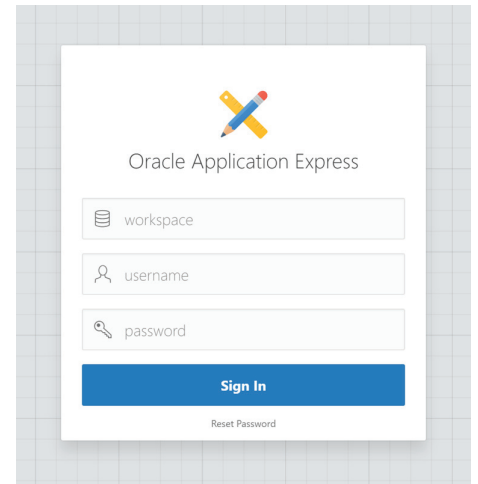 Oracle Application Express
workspace
username
password
Sign In
Reset Password